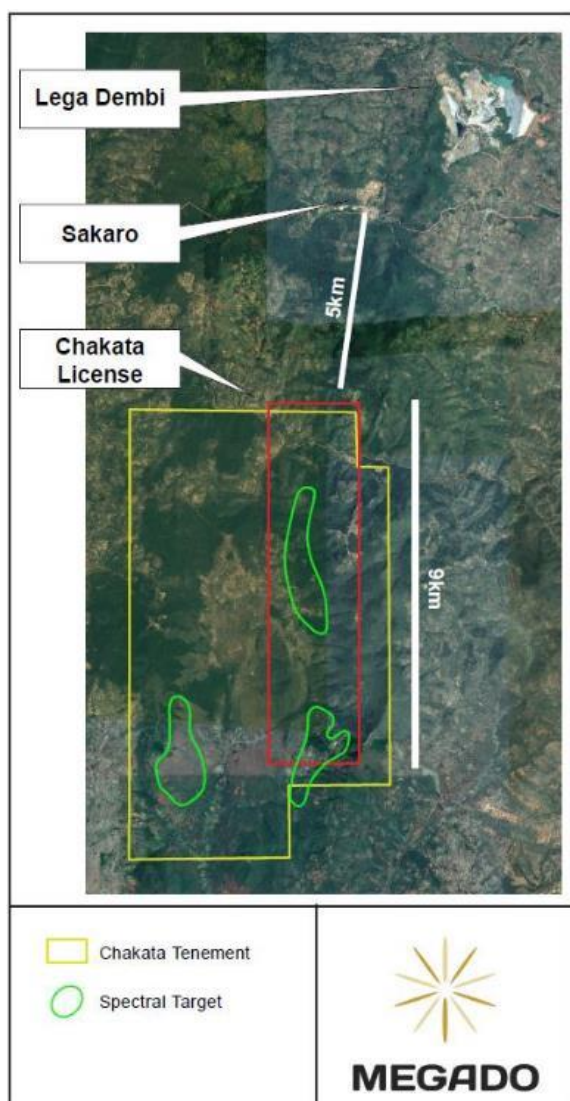 Lega Dembi
Sakaro
5km
Chakata
License
9km
Chakata Tenement
Spectral Target
MEGADO